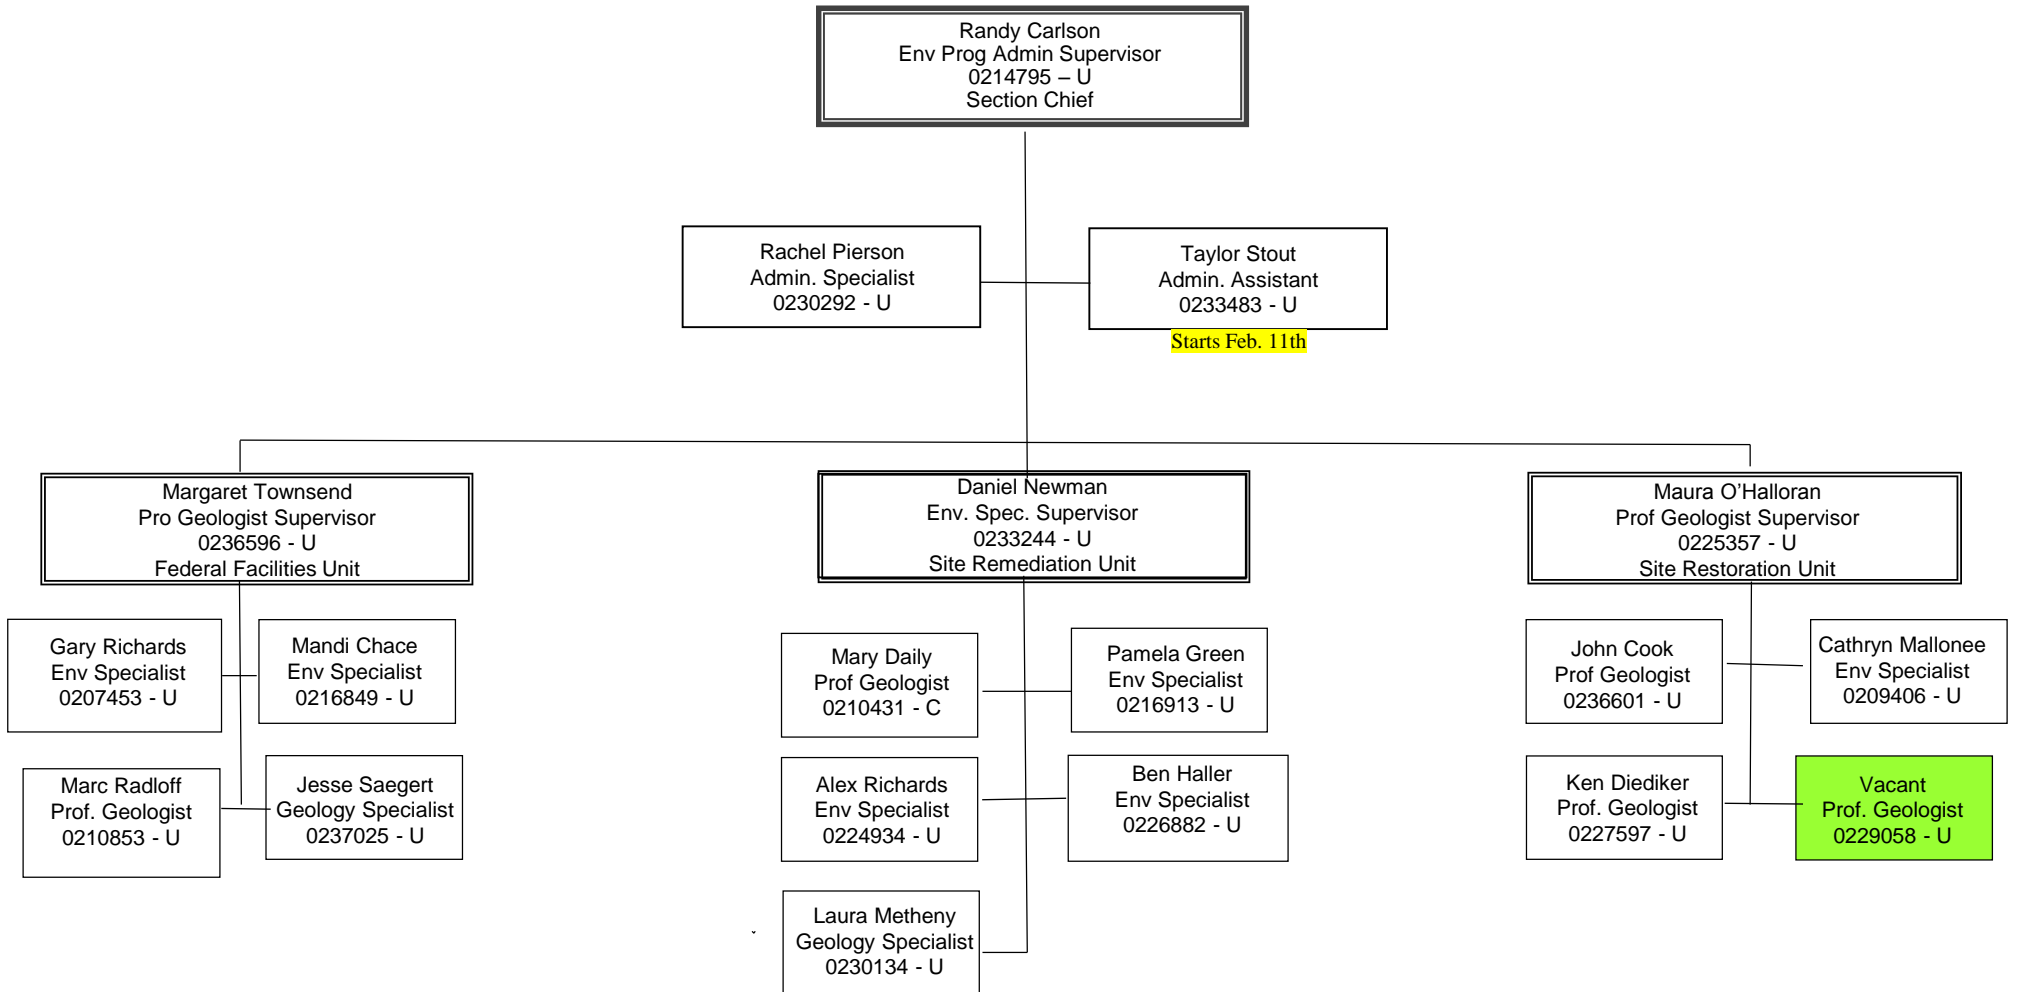 Randy Carlson
Env Prog Admin Supervisor
0214795 – U
Section Chief
Rachel Pierson
Admin. Specialist
0230292 - U
Taylor Stout
Admin. Assistant
0233483 - U
Starts Feb. 11th
Margaret Townsend
Pro Geologist Supervisor
0236596 - U
Federal Facilities Unit
Daniel Newman
Env. Spec. Supervisor
0233244 - U
Site Remediation Unit
Maura O’Halloran
Prof Geologist Supervisor
0225357 - U
Site Restoration Unit
Gary Richards
Env Specialist
0207453 - U
Mandi Chace
Env Specialist
0216849 - U
Marc Radloff
Prof. Geologist
0210853 - U
Jesse Saegert
Geology Specialist
0237025 - U
Mary Daily
Prof Geologist
0210431 - C
Pamela Green
Env Specialist
0216913 - U
Alex Richards
Env Specialist
0224934 - U
Ben Haller
Env Specialist
0226882 - U
Laura Metheny
Geology Specialist
0230134 - U
John Cook
Prof Geologist
0236601 - U
Cathryn Mallonee
Env Specialist
0209406 - U
Ken Diediker
Prof. Geologist
0227597 - U
Vacant
Prof. Geologist
0229058 - U